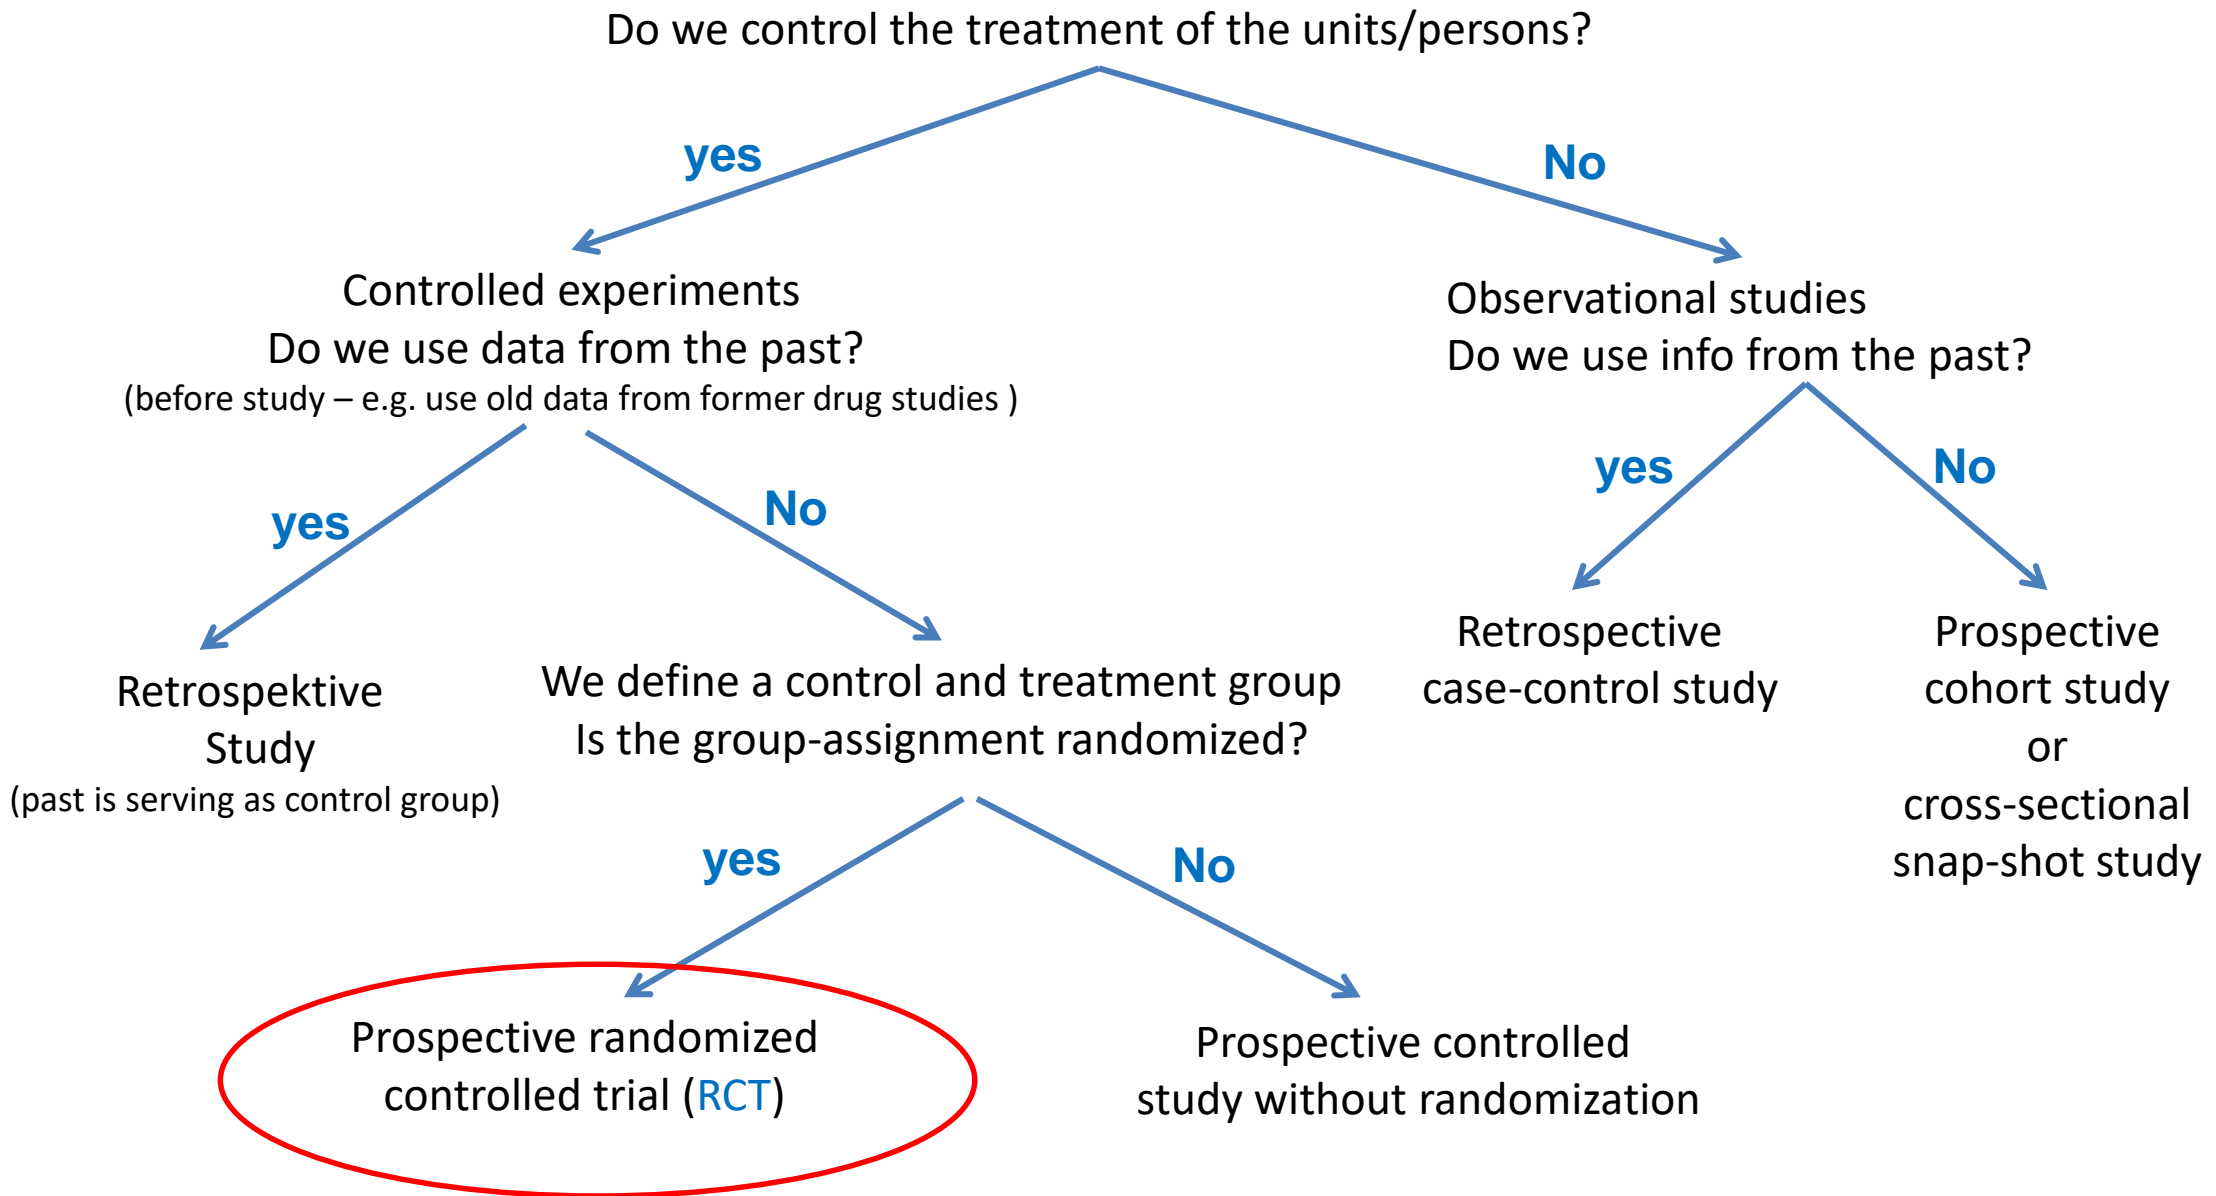 Do we control the treatment of the units/persons?
yes
No
Controlled experiments
Do we use data from the past?
(before study – e.g. use old data from former drug studies )
Observational studies
Do we use info from the past?
yes
No
yes
No
Retrospektive
Study
(past is serving as control group)
We define a control and treatment group
Is the group-assignment randomized?
Retrospective
case-control study
Prospective
cohort study
or
cross-sectional
snap-shot study
yes
No
Prospective randomized
controlled trial (RCT)
Prospective controlled
study without randomization